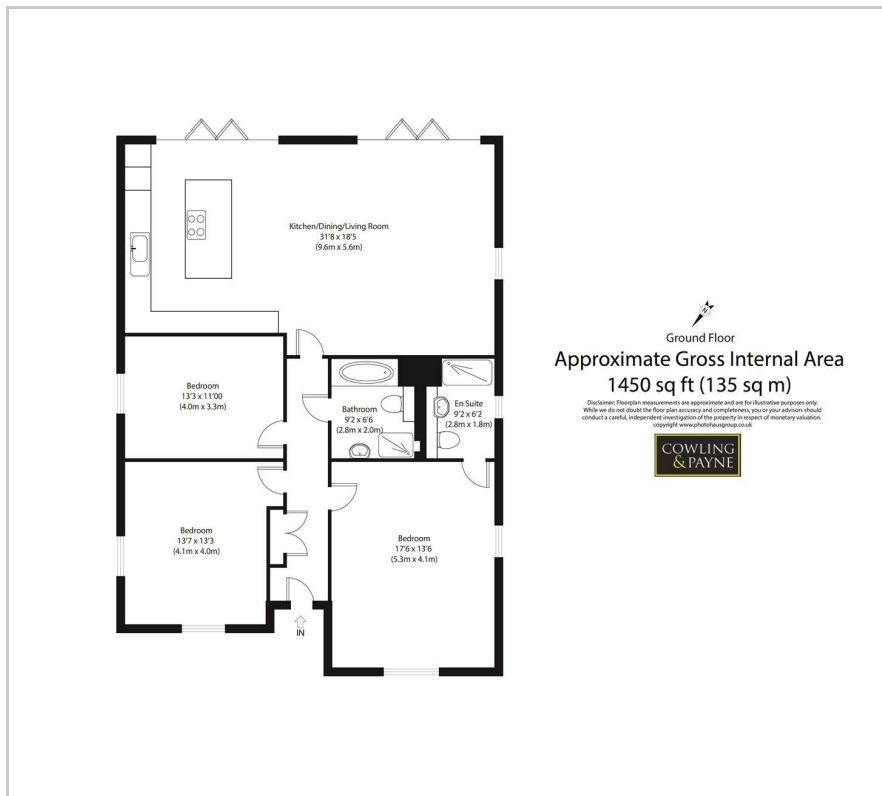 Kitchen/Dining/Living Room
31'8 x 18'5
(9.6m x 5.6m)
Bedroom
13'3 x 11'00
(4.0m x 3.3m)
Bathroom
9'2 x 6'6
(2.8m x 2.0m)
En Suite
9'2 x 6'2
(2.8m x 1.8m)
Bedroom
13'7 x 13'3
(4.1m x 4.0m)
Bedroom
17'6 x 13'6
(5.3m x 4.1m)
IN
N
Ground Floor
Approximate Gross Internal Area
1450 sq ft (135 sq m)
Disclaimer: Floorplan measurements are approximate and are for illustrative purposes only.
While we do not doubt the floor plan accuracy and completeness, you or your advisors should
conduct a careful, independent investigation of the property in respect of monetary valuation.
copyright www.photohausgroup.co.uk
COWLING
& PAYNE